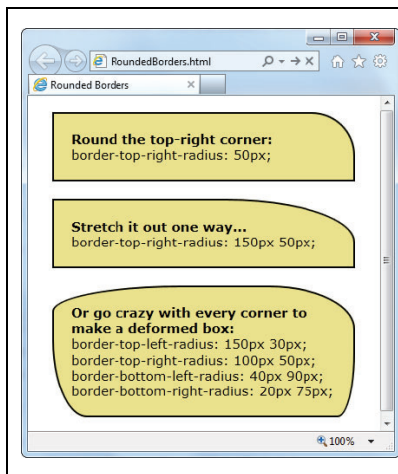 RoundedBorders.html
Rounded Borders
Round the top-right corner:
border-top-right-radius: 50px;
Stretch it out one way...
border-top-right-radius: 150px 50px;
Or go crazy with every corner to
make a deformed box:
border-top-left-radius: 150px 30px;
border-top-right-radius: 100px 50px;
border-bottom-left-radius: 40px 90px;
border-bottom-right-radius: 20px 75px;
100%